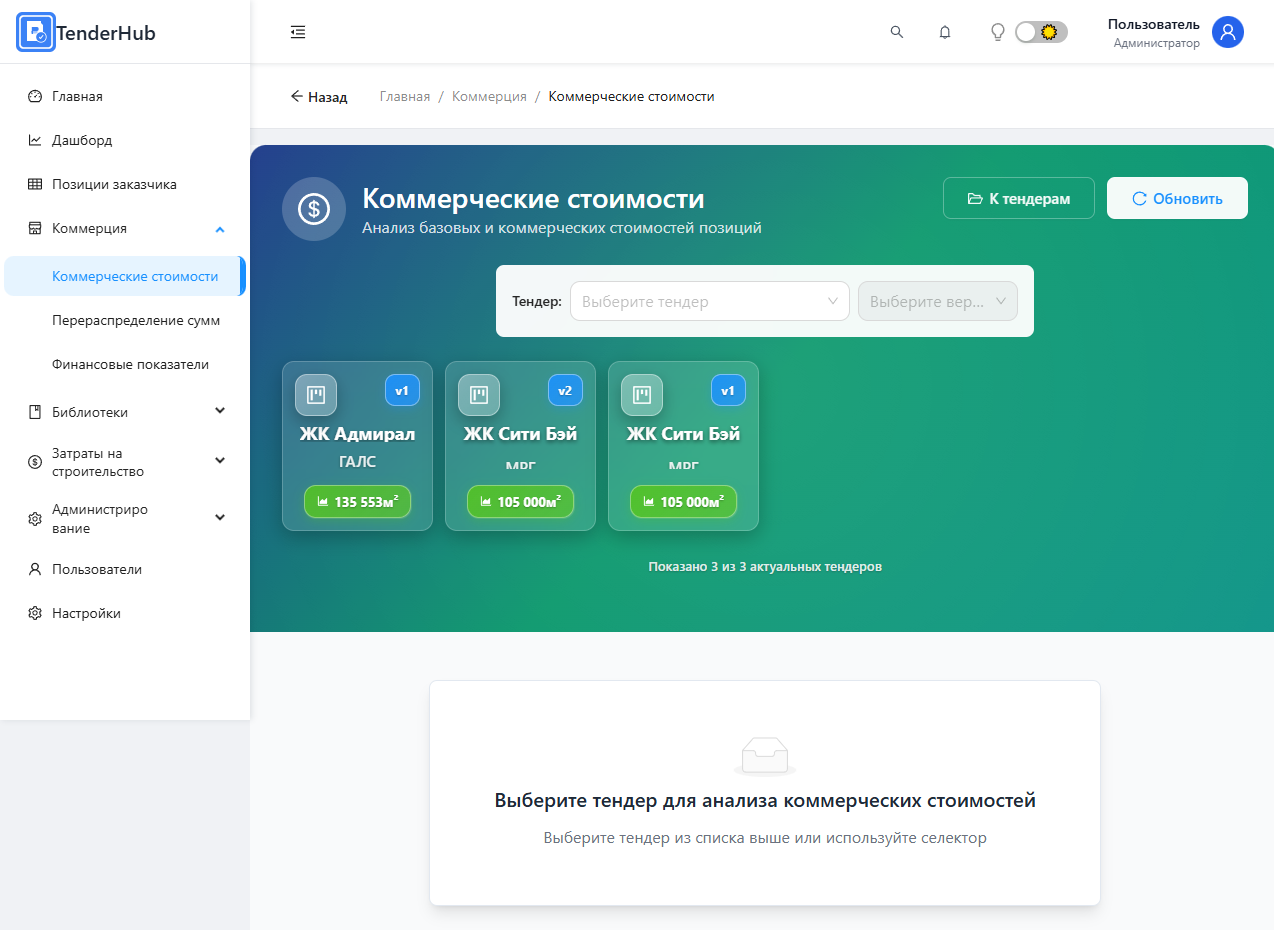 TenderHub
Пользователь
Администратор
Главная
Дашборд
Позиции заказчика
Коммерция
Коммерческие стоимости
Перераспределение сумм
Финансовые показатели
Библиотеки
Затраты на
строительство
Администриро
вание
Пользователи
Настройки
Назад
Главная / Коммерция / Коммерческие стоимости
$ Коммерческие стоимости
Анализ базовых и коммерческих стоимостей позиций
К тендерам
Обновить
Тендер: Выберите тендер
Выберите вер...
v1
ЖК Адмирал
ГАЛС
135 553м²
v2
ЖК Сити Бэй
МРГ
105 000м²
v1
ЖК Сити Бэй
МРГ
105 000м²
Показано 3 из 3 актуальных тендеров
Выберите тендер для анализа коммерческих стоимостей
Выберите тендер из списка выше или используйте селектор